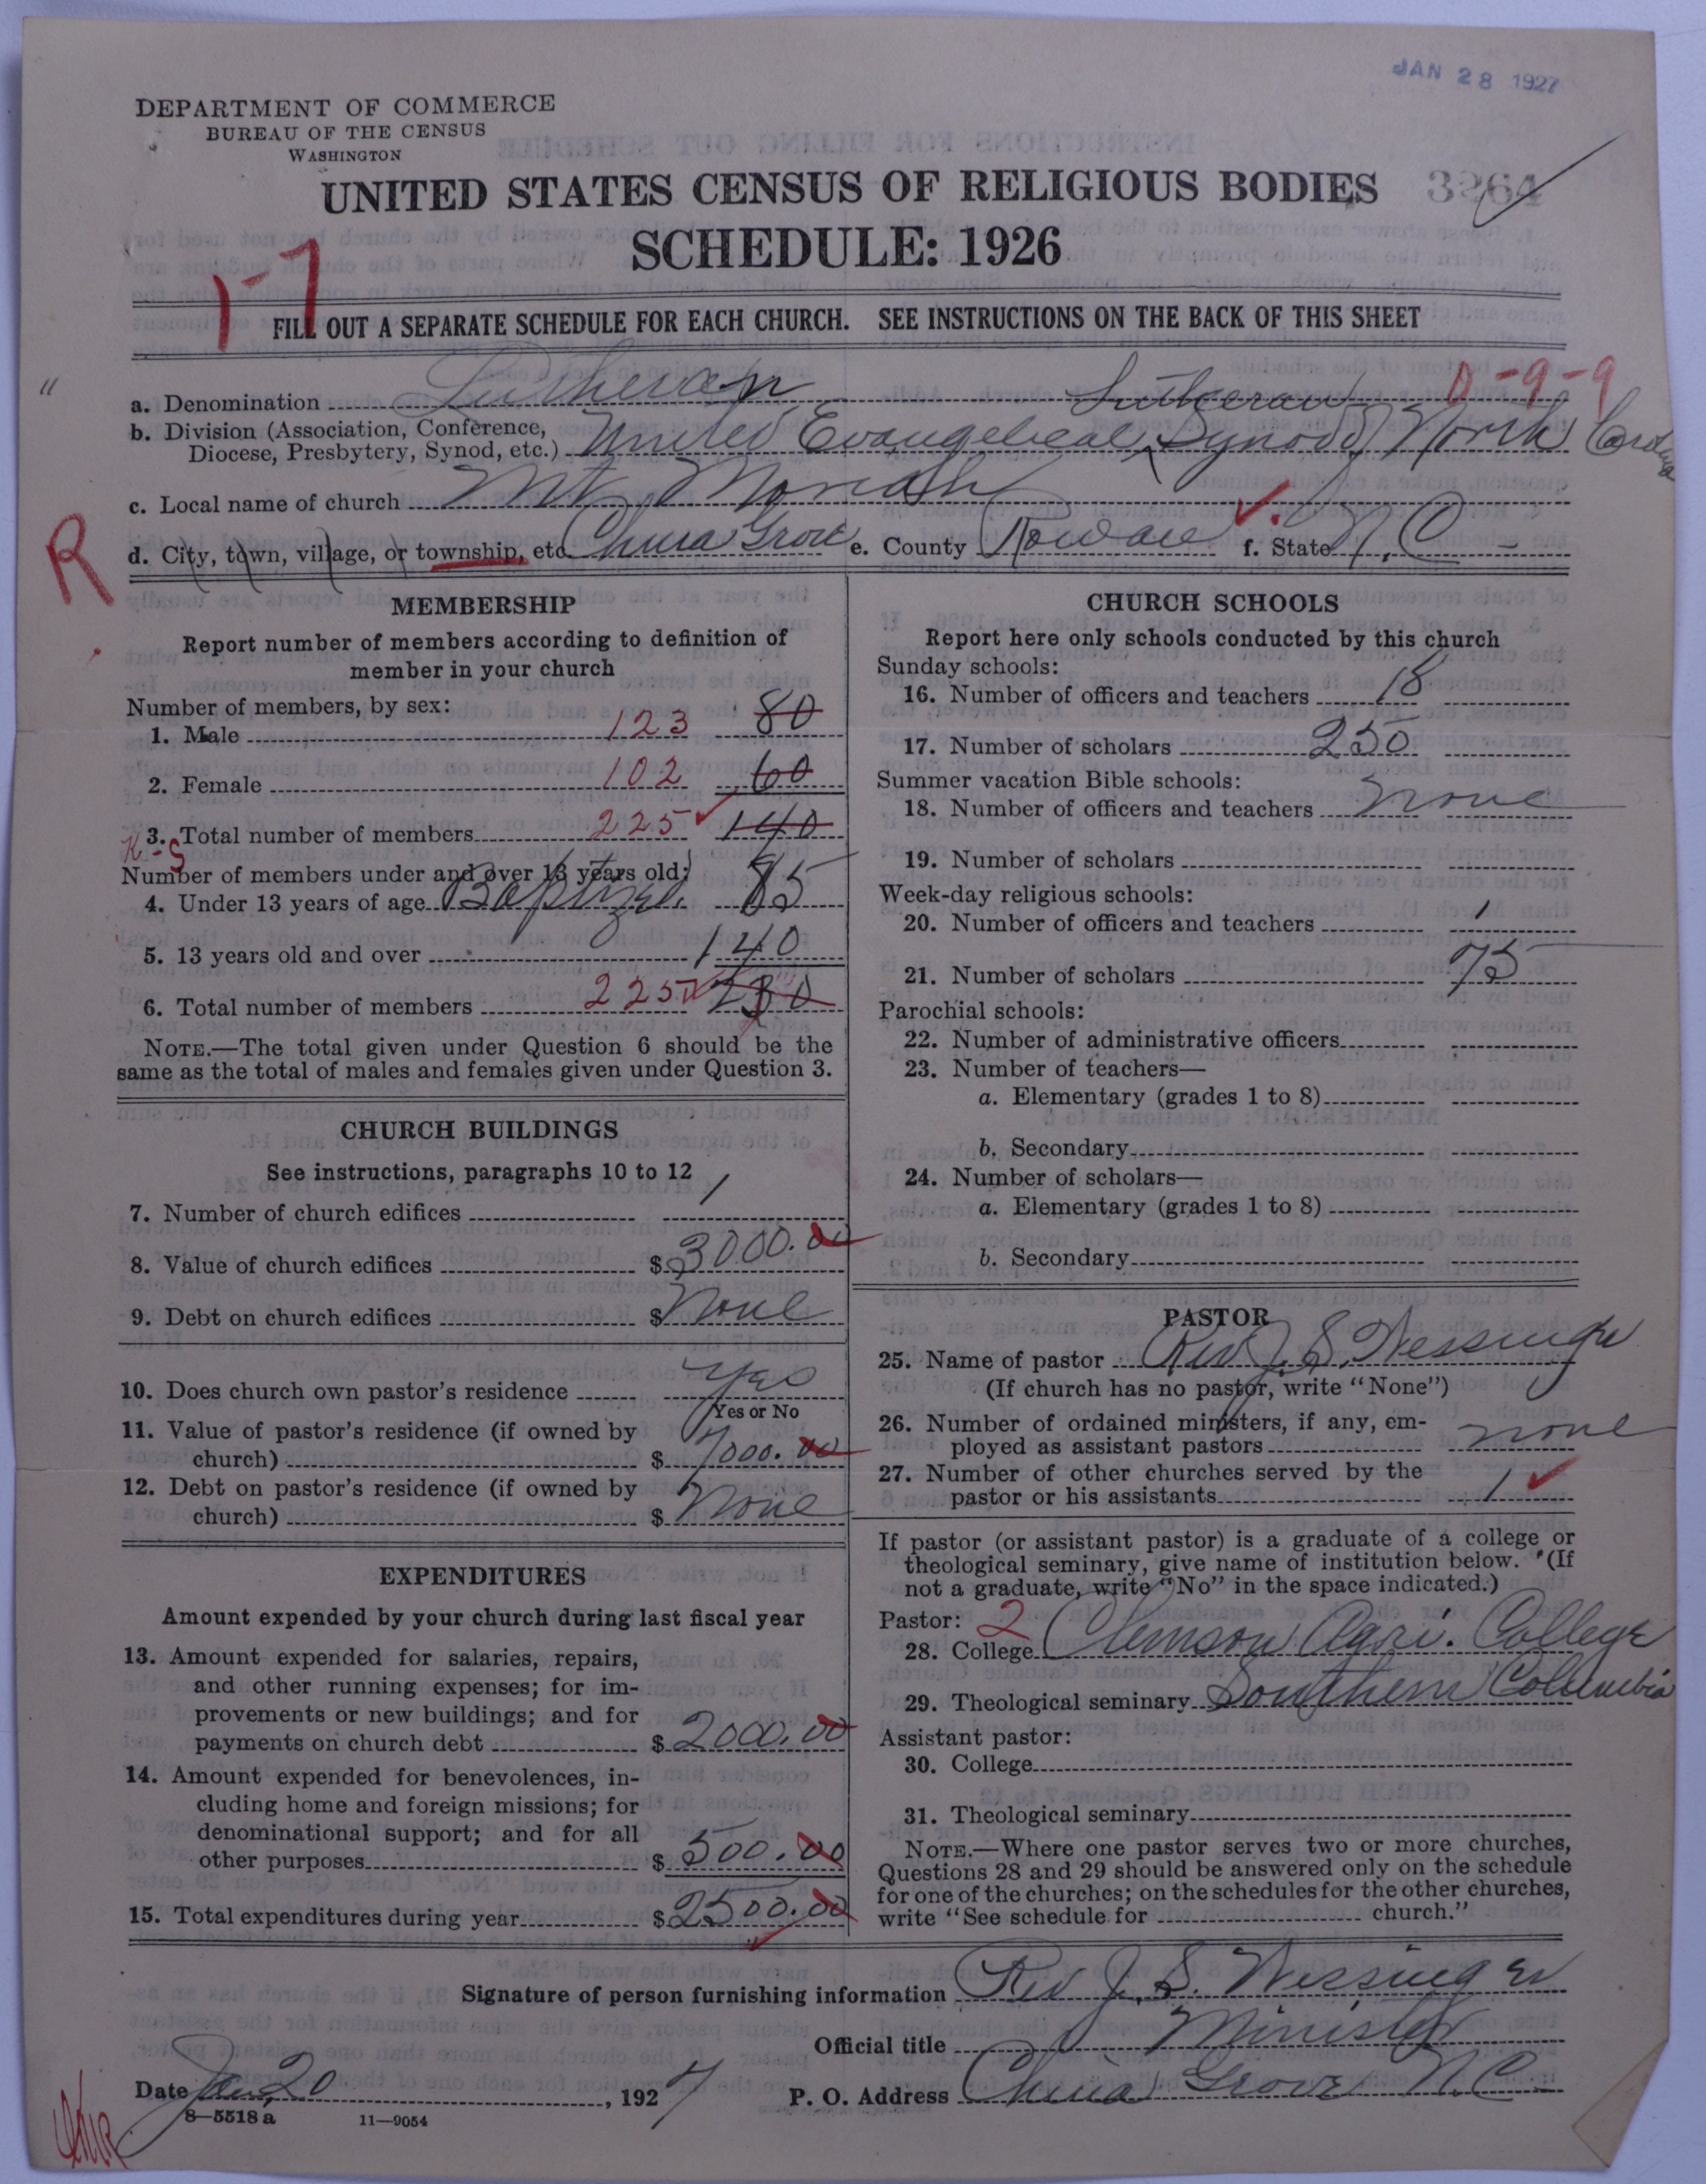 JAN 28 1927
DEPARTMENT OF COMMERCE
BUREAU OF THE CENSUS
WASHINGTON
UNITED STATES CENSUS OF RELIGIOUS BODIES 3264
SCHEDULE: 1926
1-7
FILL OUT A SEPARATE SCHEDULE FOR EACH CHURCH. SEE INSTRUCTIONS ON THE BACK OF THIS SHEET
0-9-9
a. Denomination Lutheran
b. Division (Association, Conference, Diocese, Presbytery, Synod, etc.) United Evangelical Lutheran Synod of North Carolina
c. Local name of church Mt. Moriah
R
d. City, town, village, or township, etc. China Grove e. County Rowan f. State N.C.
MEMBERSHIP
Report number of members according to definition of
member in your church
Number of members, by sex:
1. Male 123 80
2. Female 102 60
3. Total number of members 225 140
K-S
Number of members under and over 13 years old:
4. Under 13 years of age Baptized 85
5. 13 years old and over 140
6. Total number of members 225 230
NOTE.—The total given under Question 6 should be the
same as the total of males and females given under Question 3.
CHURCH BUILDINGS
See instructions, paragraphs 10 to 12
7. Number of church edifices 1
8. Value of church edifices $3000.00
9. Debt on church edifices $ None
10. Does church own pastor's residence Yes
Yes or No
11. Value of pastor's residence (if owned by
church) $ 7000.00
12. Debt on pastor's residence (if owned by
church) $ None
EXPENDITURES
Amount expended by your church during last fiscal year
13. Amount expended for salaries, repairs,
and other running expenses; for im-
provements or new buildings; and for
payments on church debt $ 2000.00
14. Amount expended for benevolences, in-
cluding home and foreign missions; for
denominational support; and for all
other purposes $ 500.00
15. Total expenditures during year $2500.00
CHURCH SCHOOLS
Report here only schools conducted by this church
Sunday schools:
16. Number of officers and teachers 18
17. Number of scholars 250
Summer vacation Bible schools:
18. Number of officers and teachers None
19. Number of scholars
Week-day religious schools:
20. Number of officers and teachers 1
21. Number of scholars 75
Parochial schools:
22. Number of administrative officers
23. Number of teachers—
a. Elementary (grades 1 to 8)
b. Secondary
24. Number of scholars—
a. Elementary (grades 1 to 8)
b. Secondary
PASTOR
25. Name of pastor Rev J. S. Wessinger
(If church has no pastor, write "None")
26. Number of ordained ministers, if any, em-
ployed as assistant pastors none
27. Number of other churches served by the
pastor or his assistants 1
If pastor (or assistant pastor) is a graduate of a college or
theological seminary, give name of institution below. (If
not a graduate, write "No" in the space indicated.)
Pastor: 2
28. College Clemson Agri. College
29. Theological seminary Southern Columbia
Assistant pastor:
30. College
31. Theological seminary
NOTE.—Where one pastor serves two or more churches,
Questions 28 and 29 should be answered only on the schedule
for one of the churches; on the schedules for the other churches,
write "See schedule for church."
Signature of person furnishing information Rev J. S. Wessinger
Official title Minister
Date Jan, 20, 1927 P. O. Address China Grove N.C.
8—5518 a 11—9054